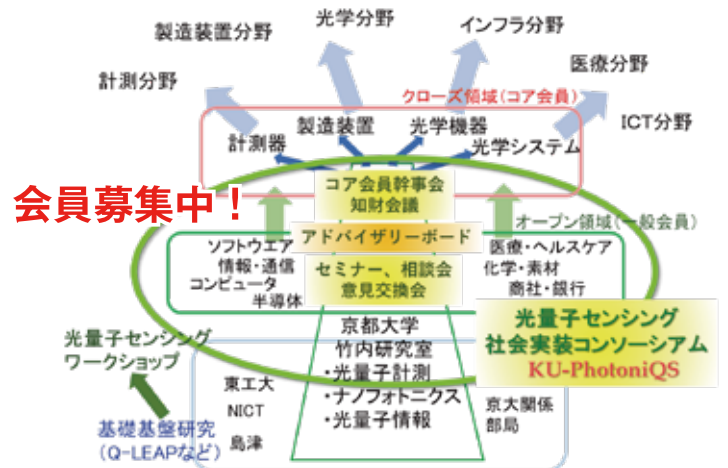 光学分野
製造装置分野
インフラ分野
計測分野
医療分野
ICT分野
クローズ領域(コア会員)
計測器
製造装置
光学機器
光学システム
会員募集中!
コア会員幹事会
知財会議
オープン領域(一般会員)
アドバイザリーボード
ソフトウエア
情報・通信
コンピュータ
半導体
セミナー、相談会
意見交換会
医療・ヘルスケア
化学・素材
商社・銀行
光量子センシング
社会実装コンソーシアム
KU-PhotoniQS
光量子センシング
ワークショップ
京都大学
竹内研究室
・光量子計測
・ナノフォトニクス
・光量子情報
東工大
NICT
島津
京大関係
部局
基礎基盤研究
(Q-LEAPなど)